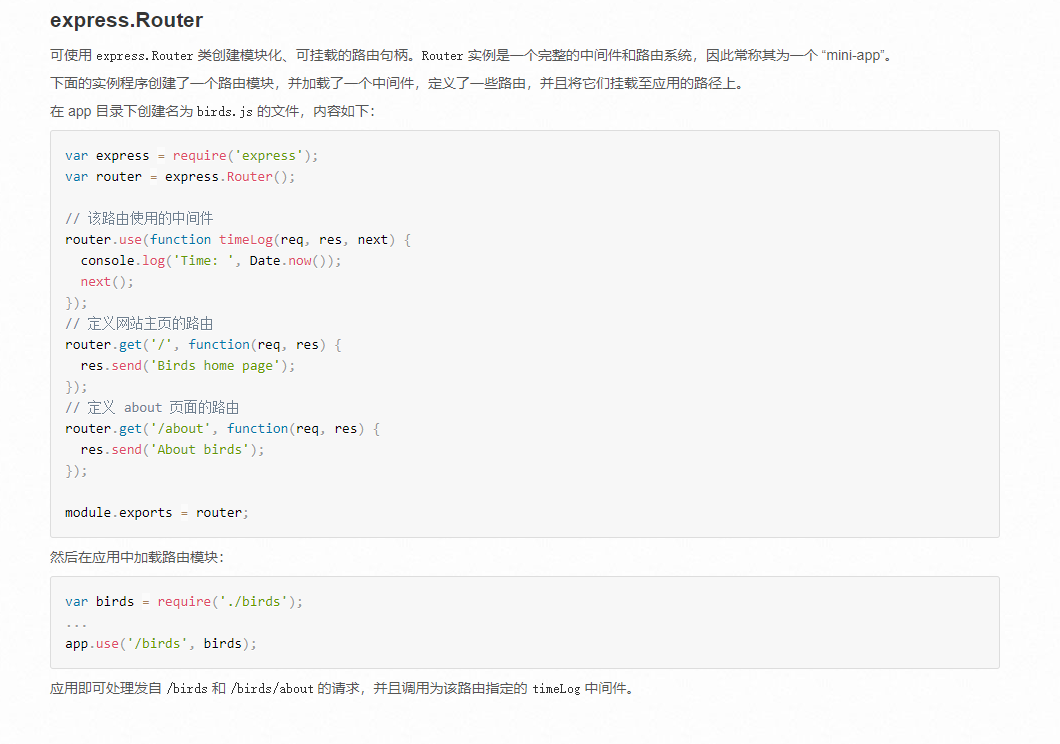 express.Router
可使用 express.Router 类创建模块化、可挂载的路由句柄。Router 实例是一个完整的中间件和路由系统，因此常称其为一个 “mini-app”。
下面的实例程序创建了一个路由模块，并加载了一个中间件，定义了一些路由，并且将它们挂载至应用的路径上。
在 app 目录下创建名为 birds.js 的文件，内容如下：
var express = require('express');
var router = express.Router();
// 该路由使用的中间件
router.use(function timeLog(req, res, next) {
  console.log('Time: ', Date.now());
  next();
});
// 定义网站主页的路由
router.get('/', function(req, res) {
  res.send('Birds home page');
});
// 定义 about 页面的路由
router.get('/about', function(req, res) {
  res.send('About birds');
});
module.exports = router;
然后在应用中加载路由模块：
var birds = require('./birds');
...
app.use('/birds', birds);
应用即可处理发自 /birds 和 /birds/about 的请求，并且调用为该路由指定的 timeLog 中间件。